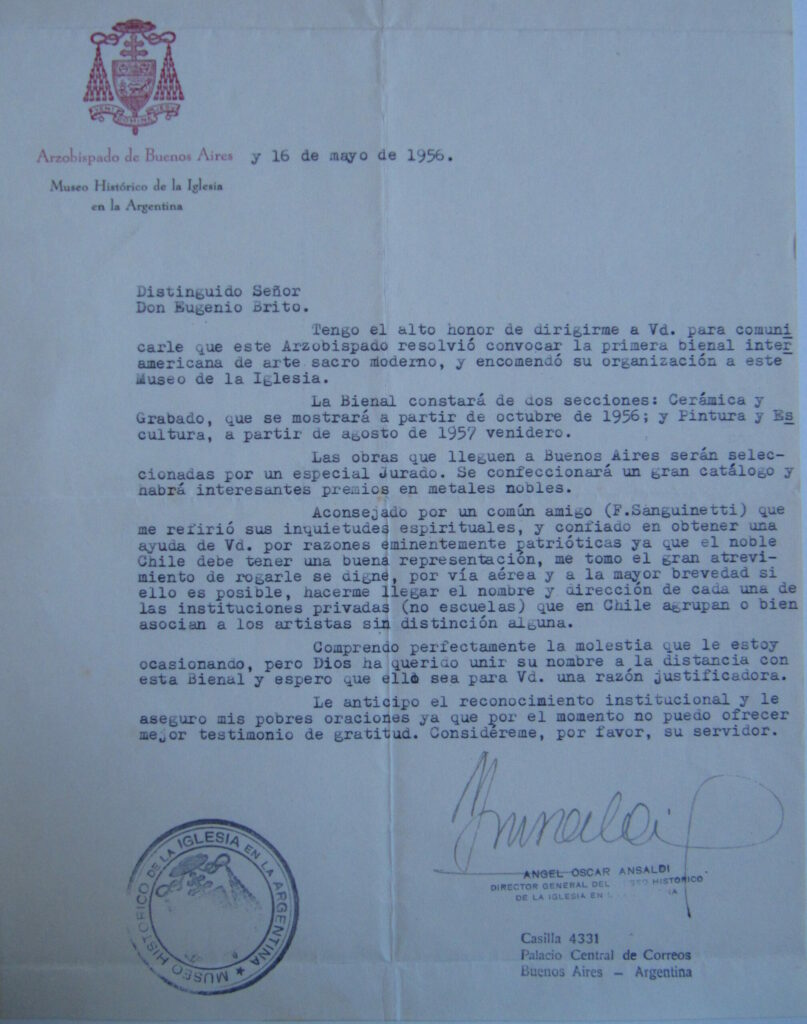 VENI DOMINE JESU
Arzobispado de Buenos Aires y 16 de mayo de 1956.
Museo Histórico de la Iglesia
en la Argentina
Distinguido Señor
Don Eugenio Brito.
Tengo el alto honor de dirigirme a Vd. para comuni
carle que este Arzobispado resolvió convocar la primera bienal inter
americana de arte sacro moderno, y encomendó su organización a este
Museo de la Iglesia.
La Bienal constará de dos secciones: Cerámica y
Grabado, que se mostrará a partir de octubre de 1956; y Pintura y Es
cultura, a partir de agosto de 1957 venidero.
Las obras que lleguen a Buenos Aires serán selec-
cionadas por un especial Jurado. Se confeccionará un gran catálogo y
habrá interesantes premios en metales nobles.
Aconsejado por un común amigo (F.Sanguinetti) que
me refirió sus inquietudes espirituales, y confiado en obtener una
ayuda de Vd. por razones eminentemente patrióticas ya que el noble
Chile debe tener una buena representación, me tomo el gran atrevi-
miento de rogarle se digne, por vía aérea y a la mayor brevedad si
ello es posible, hacerme llegar el nombre y dirección de cada una de
las instituciones privadas (no escuelas) que en Chile agrupan o bien
asocian a los artistas sin distinción alguna.
Comprendo perfectamente la molestia que le estoy
ocasionando, pero Dios ha querido unir su nombre a la distancia con
esta Bienal y espero que ello sea para Vd. una razón justificadora.
Le anticipo el reconocimiento institucional y le
aseguro mis pobres oraciones ya que por el momento no puedo ofrecer
mejor testimonio de gratitud. Considéreme, por favor, su servidor.
Ansaldi
ANGEL OSCAR ANSALDI
DIRECTOR GENERAL DEL HISTÓRICO
DE LA IGLESIA EN
MUSEO HISTORICO DE LA IGLESIA EN LA ARGENTINA
Casilla 4331
Palacio Central de Correos
Buenos Aires – Argentina